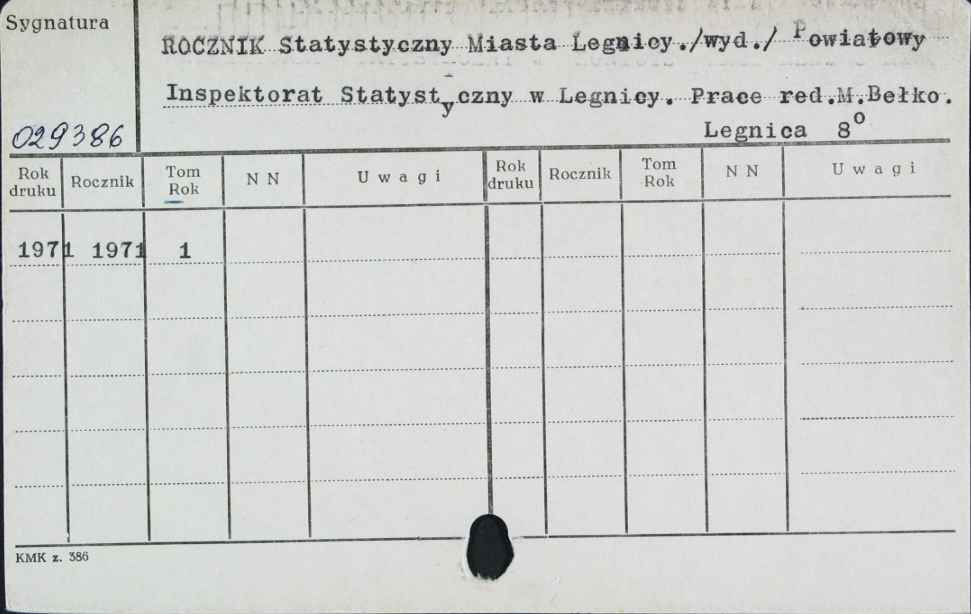 Sygnatura
ROCZNIK Statystyczny Miasta Legnicy./wyd./ Powiatowy
Inspektorat Statystyczny w Legnicy. Prace red.M.Bełko.
029386
Legnica 8°
Rok druku Rocznik Tom Rok N N U w a g i Rok druku Rocznik Tom Rok N N U w a g i
1971 1971 1
KMK z. 386